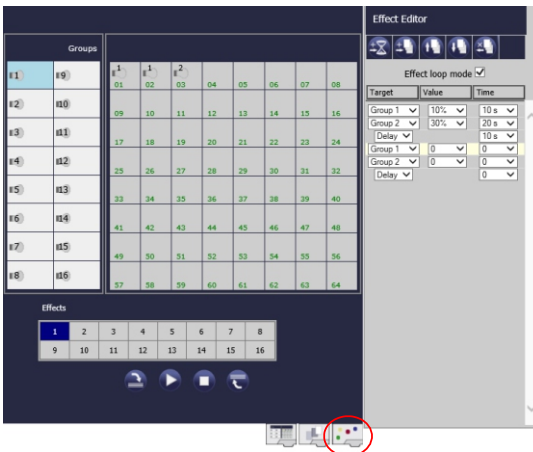 Effect Editor
Groups
Effect loop mode
Target Value Time
Group 1 10% 10 s
Group 2 30% 20 s
Delay 10 s
Group 1 0 0
Group 2 0 0
Delay 0
1 9
2 10
3 11
4 12
5 13
6 14
7 15
8 16
1 1 2
01 02 03 04 05 06 07 08
09 10 11 12 13 14 15 16
17 18 19 20 21 22 23 24
25 26 27 28 29 30 31 32
33 34 35 36 37 38 39 40
41 42 43 44 45 46 47 48
49 50 51 52 53 54 55 56
57 58 59 60 61 62 63 64
Effects
1 2 3 4 5 6 7 8
9 10 11 12 13 14 15 16